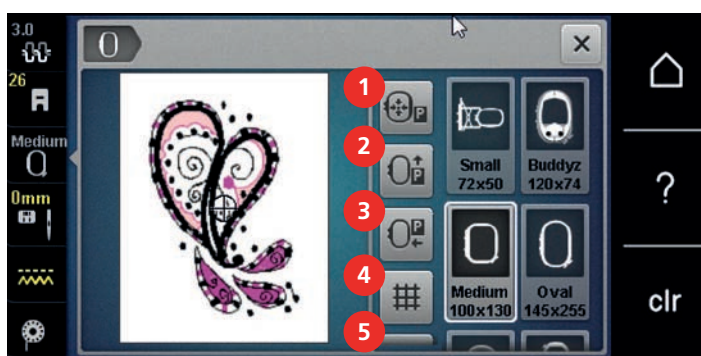 3.0
26
Medium
0mm
1
P
2
P
3
P
4
5
Small
72x50
Buddyz
120x74
Medium
100x130
Oval
145x255
?
clr